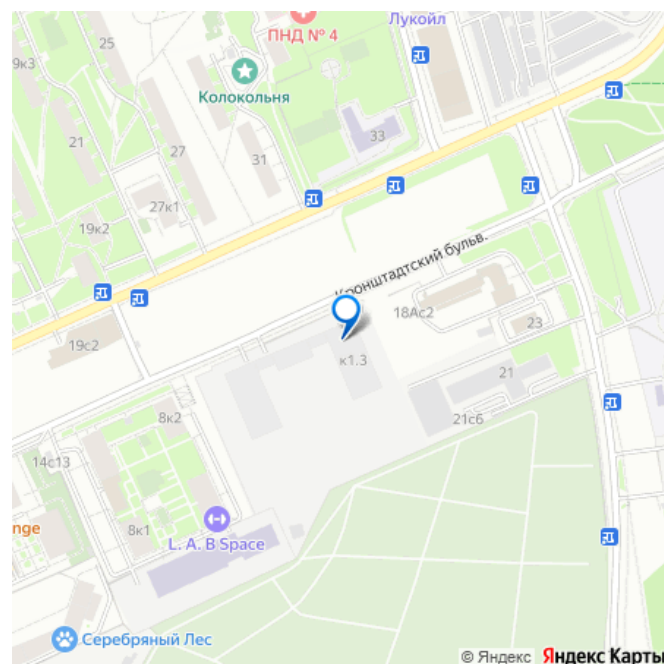 Лукойл
ПНД № 4
25
9к3
Колокольня
33
21
27
31
27к1
19к2
Кронштадтский бульв.
18Ас2
23
19с2
к1.3
21
8к2
21с6
14с13
nge
8к1
L. A. B Space
Серебряный Лес
© Яндекс Яндекс Карты